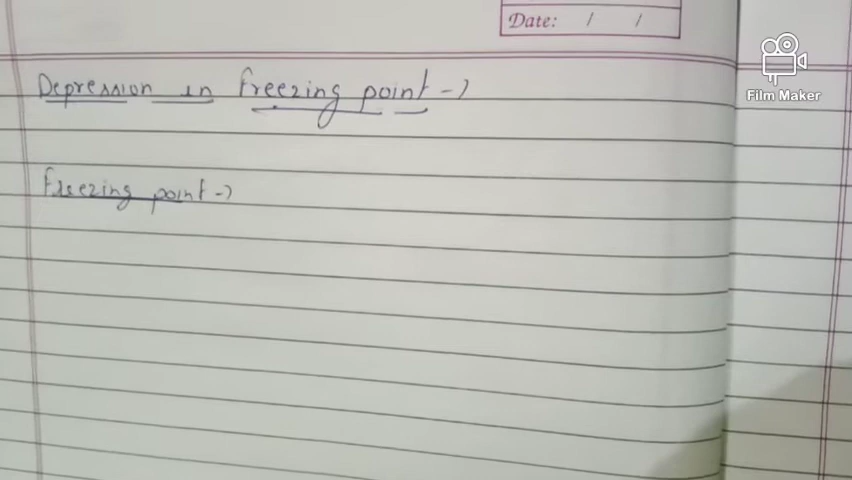 Date: / /
Film Maker
Depression in freezing point →
freezing point →